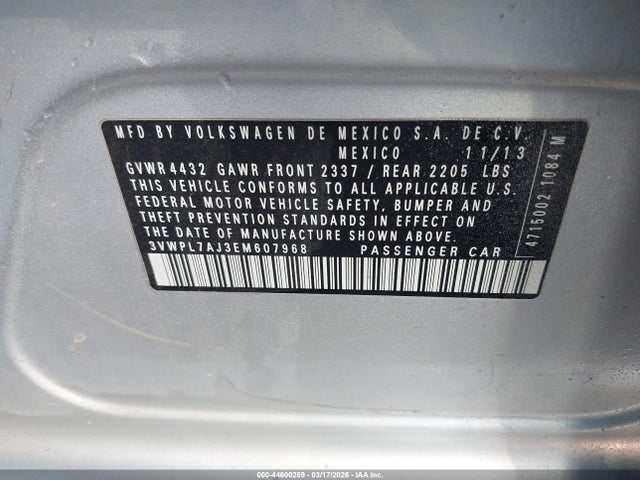 MFD BY VOLKSWAGEN DE MEXICO S.A. DE C.V.
MEXICO 11/13
GVWR 4432 GAWR FRONT 2337 / REAR 2205 LBS
THIS VEHICLE CONFORMS TO ALL APPLICABLE U.S.
FEDERAL MOTOR VEHICLE SAFETY, BUMPER AND
THEFT PREVENTION STANDARDS IN EFFECT ON
THE DATE OF MANUFACTURE SHOWN ABOVE
3VWPL7AJ3EM607968 PASSENGER CAR
4715002 1084 M
000-44600269 - 03/17/2026 - IAA Inc.